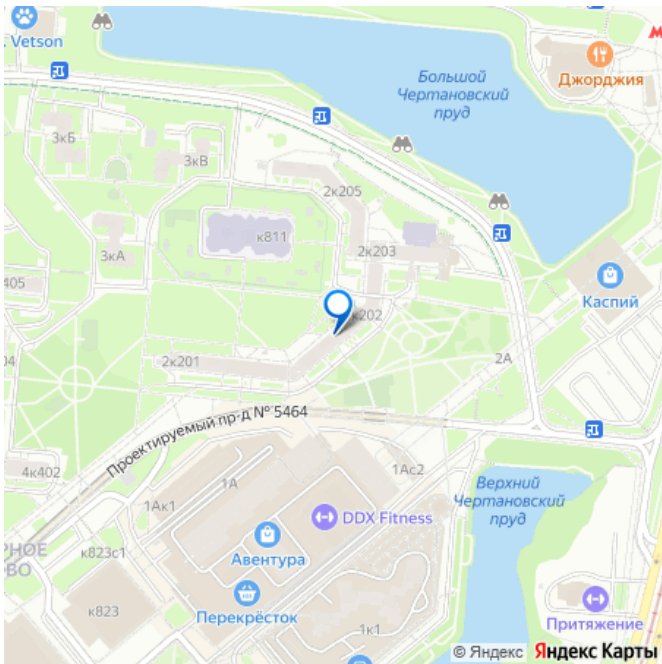 . Vetson
Большой
Чертановский
пруд
Джорджия
3кБ
3кВ
2к205
к811
2к203
3кА
405
Каспий
к202
2к201
2А
04
Проектируемый пр-д № 5464
4к402
1Ас2
1А
Верхний
Чертановский
пруд
1Ак1
DDX Fitness
РНОЕ
ВО
к823с1
Авентура
к823
Перекрёсток
Притяжение
1к1
© Яндекс Яндекс Карты